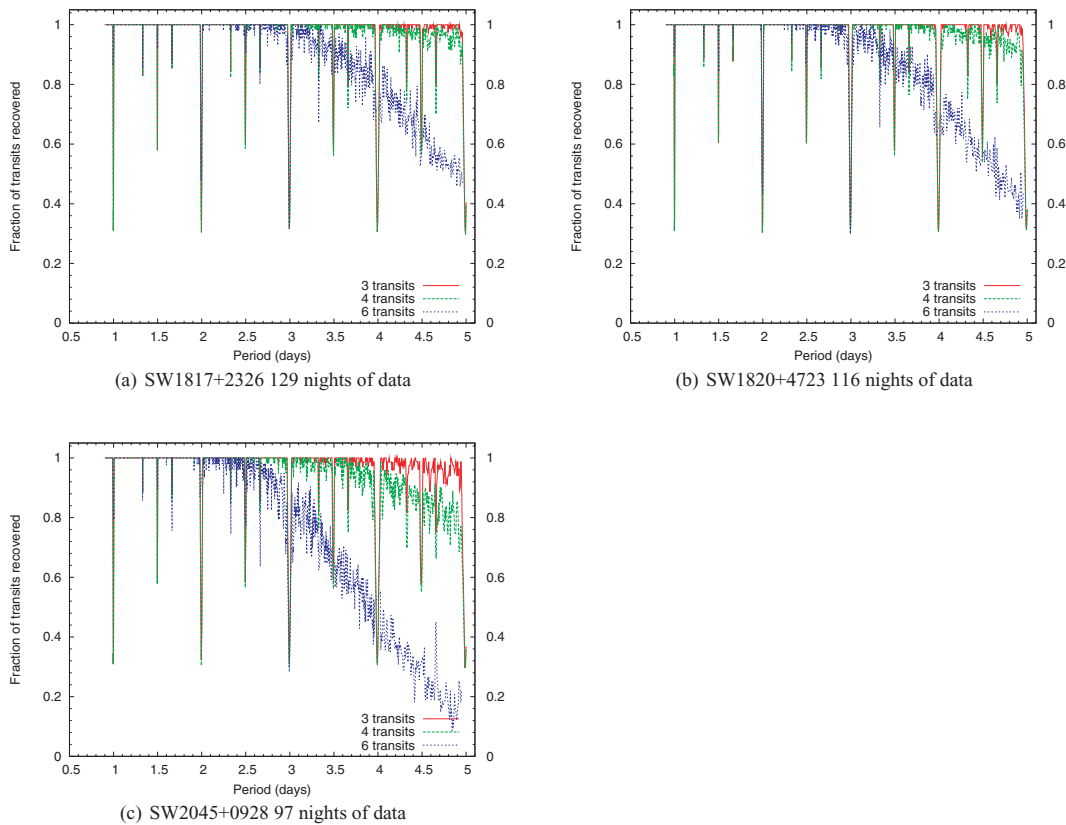 Fraction of transits recovered
1
0.8
0.6
0.4
0.2
0
1
0.8
0.6
0.4
0.2
0
3 transits
4 transits
6 transits
0.5 1 1.5 2 2.5 3 3.5 4 4.5 5
Period (days)
(a) SW1817+2326 129 nights of data
Fraction of transits recovered
1
0.8
0.6
0.4
0.2
0
1
0.8
0.6
0.4
0.2
0
3 transits
4 transits
6 transits
0.5 1 1.5 2 2.5 3 3.5 4 4.5 5
Period (days)
(b) SW1820+4723 116 nights of data
Fraction of transits recovered
1
0.8
0.6
0.4
0.2
0
1
0.8
0.6
0.4
0.2
0
3 transits
4 transits
6 transits
0.5 1 1.5 2 2.5 3 3.5 4 4.5 5
Period (days)
(c) SW2045+0928 97 nights of data